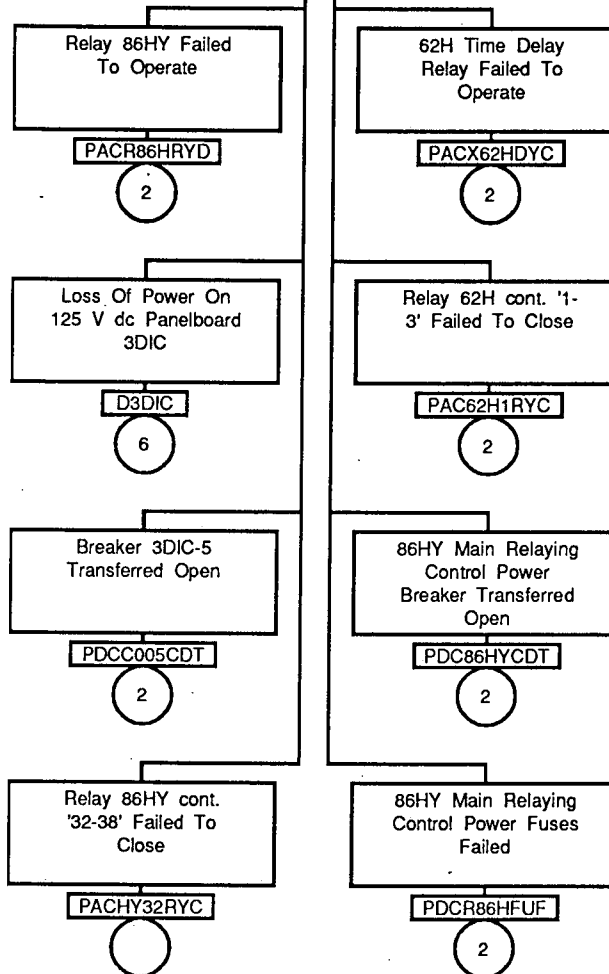 Relay 86HY Failed
To Operate
PACR86HRYD
2
62H Time Delay
Relay Failed To
Operate
PACX62HDYC
2
Loss Of Power On
125 V dc Panelboard
3DIC
D3DIC
6
Relay 62H cont. '1-
3' Failed To Close
PAC62H1RYC
2
Breaker 3DIC-5
Transferred Open
PDCC005CDT
2
86HY Main Relaying
Control Power
Breaker Transferred
Open
PDC86HYCDT
2
Relay 86HY cont.
'32-38' Failed To
Close
PACHY32RYC
86HY Main Relaying
Control Power Fuses
Failed
PDCR86HFUF
2